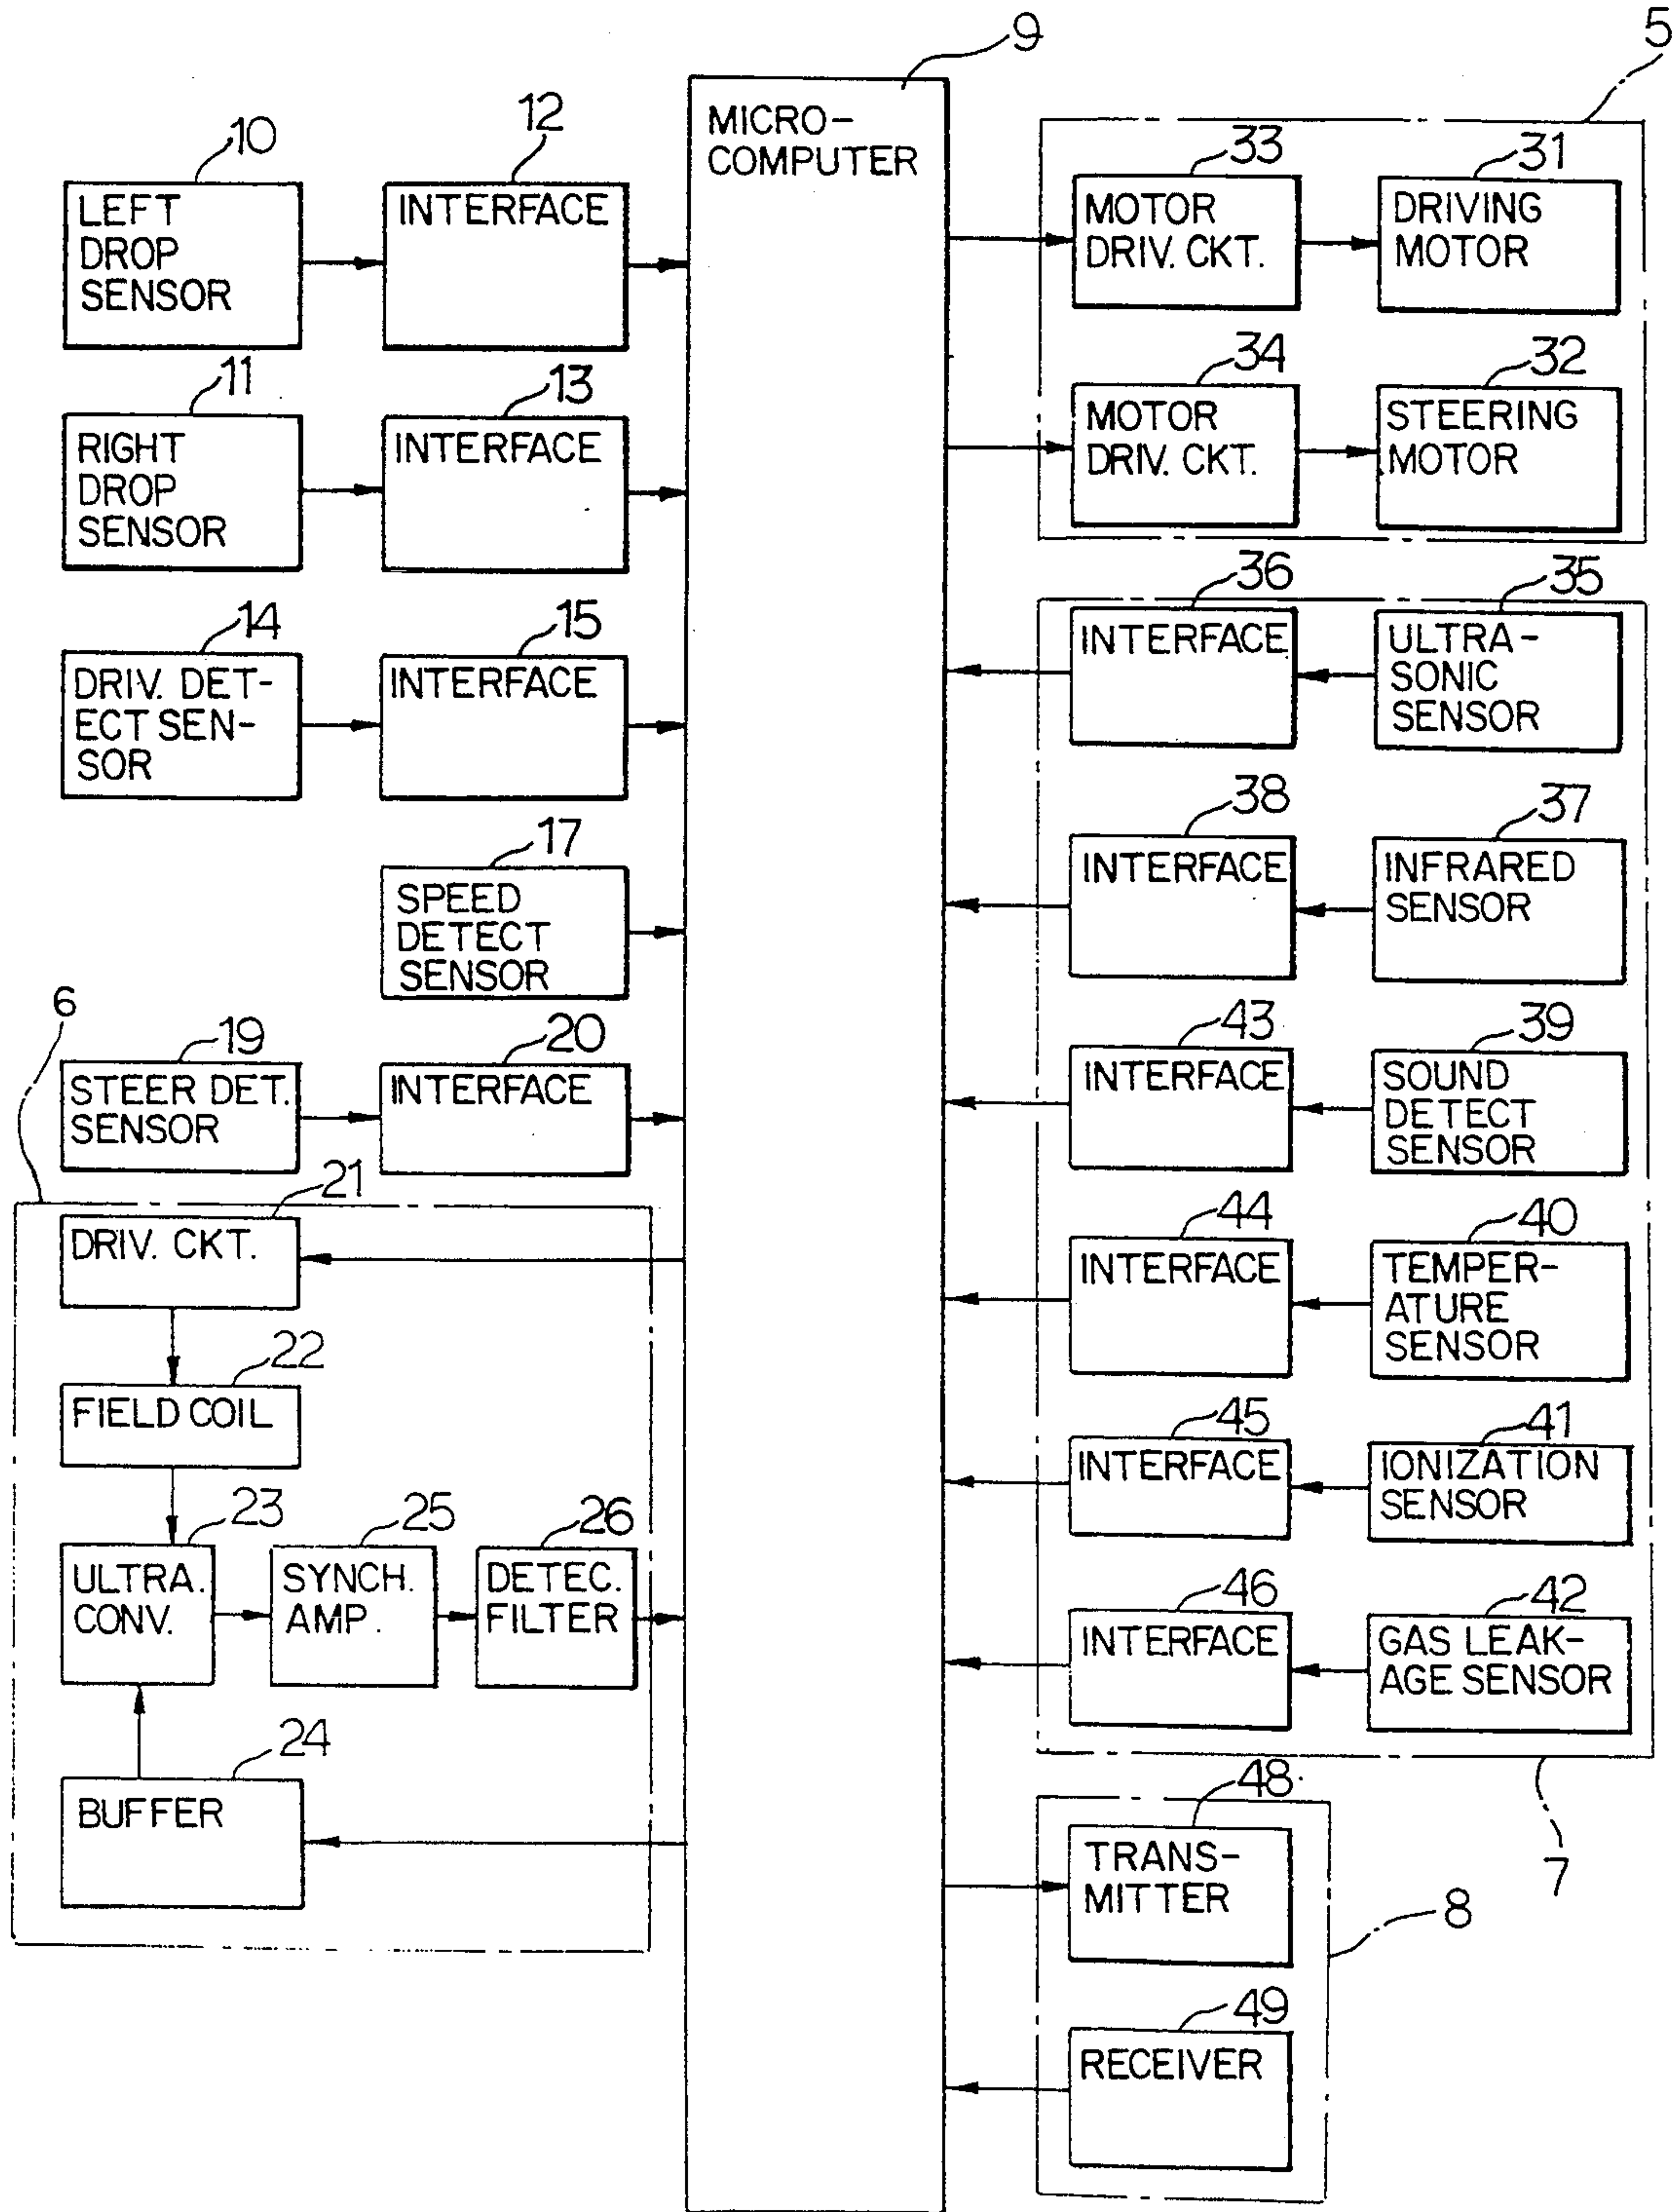 9
5
MICRO-
COMPUTER
10
LEFT
DROP
SENSOR
12
INTERFACE
11
RIGHT
DROP
SENSOR
13
INTERFACE
14
DRIV. DET-
ECT SEN-
SOR
15
INTERFACE
17
SPEED
DETECT
SENSOR
6
19
STEER DET.
SENSOR
20
INTERFACE
21
DRIV. CKT.
22
FIELD COIL
23
ULTRA.
CONV.
25
SYNCH.
AMP.
26
DETEC.
FILTER
24
BUFFER
33
MOTOR
DRIV. CKT.
31
DRIVING
MOTOR
34
MOTOR
DRIV. CKT.
32
STEERING
MOTOR
36
INTERFACE
35
ULTRA-
SONIC
SENSOR
38
INTERFACE
37
INFRARED
SENSOR
43
INTERFACE
39
SOUND
DETECT
SENSOR
44
INTERFACE
40
TEMPER-
ATURE
SENSOR
45
INTERFACE
41
IONIZATION
SENSOR
46
INTERFACE
42
GAS LEAK-
AGE SENSOR
7
48
TRANS-
MITTER
8
49
RECEIVER